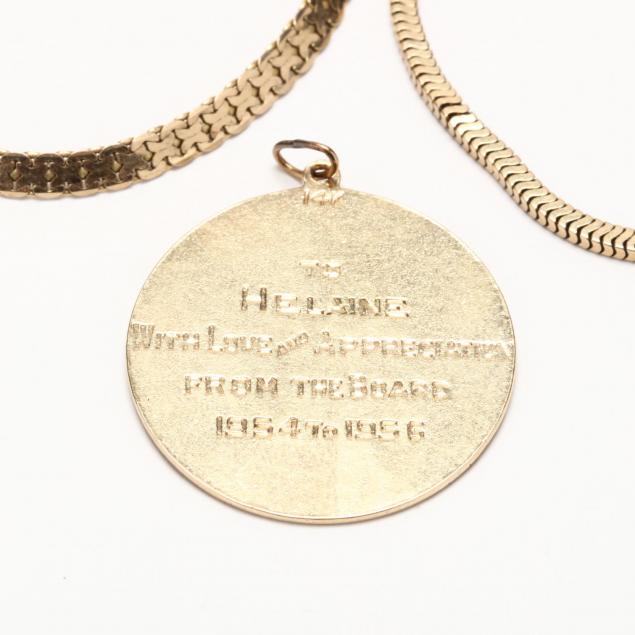 14K
TO
HELAINE
WITH LOVE AND APPRECIATION
FROM THE BOARD
1954 TO 1956